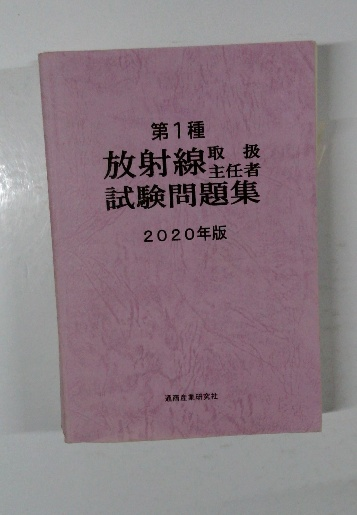 第1種
放射線取扱主任者
試験問題集
2020年版
通商産業研究社